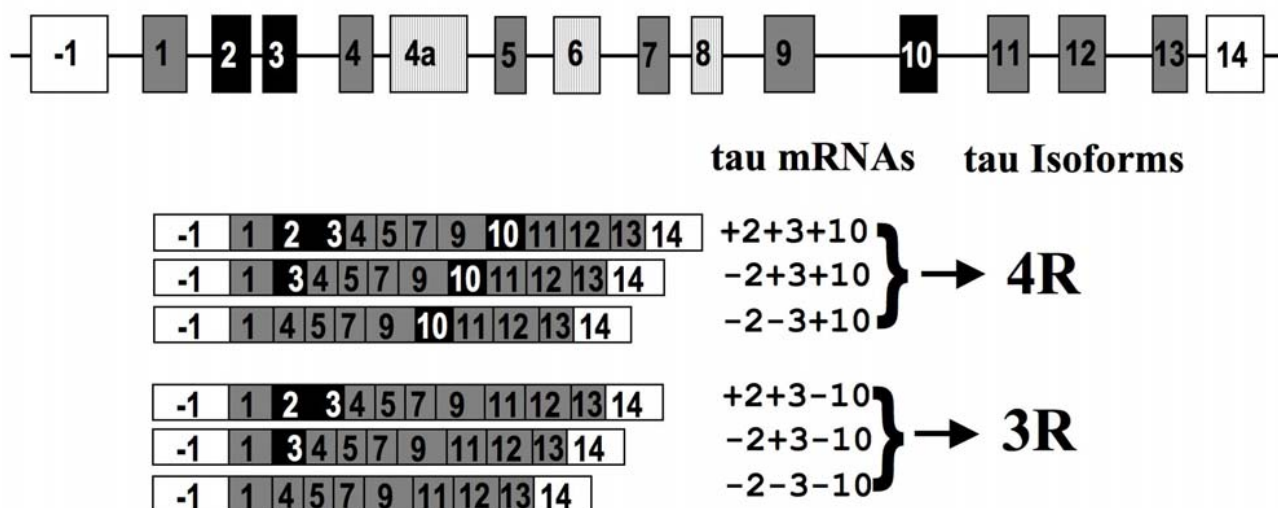 -1 1 2 3 4 4a 5 6 7 8 9 10 11 12 13 14
tau mRNAs tau Isoforms
-1 1 2 3 4 5 7 9 10 11 12 13 14 +2+3+10
-1 1 3 4 5 7 9 10 11 12 13 14 -2+3+10 } → 4R
-1 1 4 5 7 9 10 11 12 13 14 -2-3+10
-1 1 2 3 4 5 7 9 11 12 13 14 +2+3-10
-1 1 3 4 5 7 9 11 12 13 14 -2+3-10 } → 3R
-1 1 4 5 7 9 11 12 13 14 -2-3-10